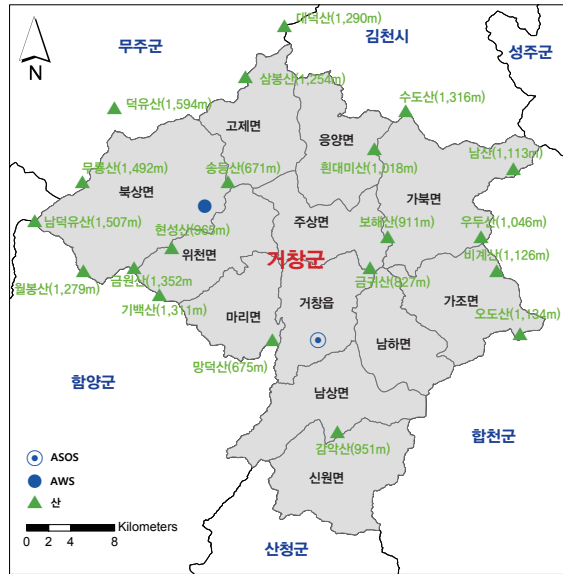 대덕산(1,290m)
무주군
김천시
성주군
N
삼봉산(1,254m)
덕유산(1,594m)
수도산(1,316m)
고제면
응양면
남산(1,113m)
흰대미산(1,018m)
무룡산(1,492m)
송등산(671m)
북상면
가북면
남덕유산(1,507m)
주상면
보해산(911m)
우두산(1,046m)
현성산(965m)
위천면
거창군
비계산(1,126m)
월봉산(1,279m)
금원산(1,352m
금귀산(827m)
기백산(1,311m)
거창읍
가조면
오도산(1,134m)
마리면
남하면
망덕산(675m)
함양군
남상면
합천군
감악산(951m)
신원면
ASOS
AWS
산
Kilometers
0 2 4 8
산청군